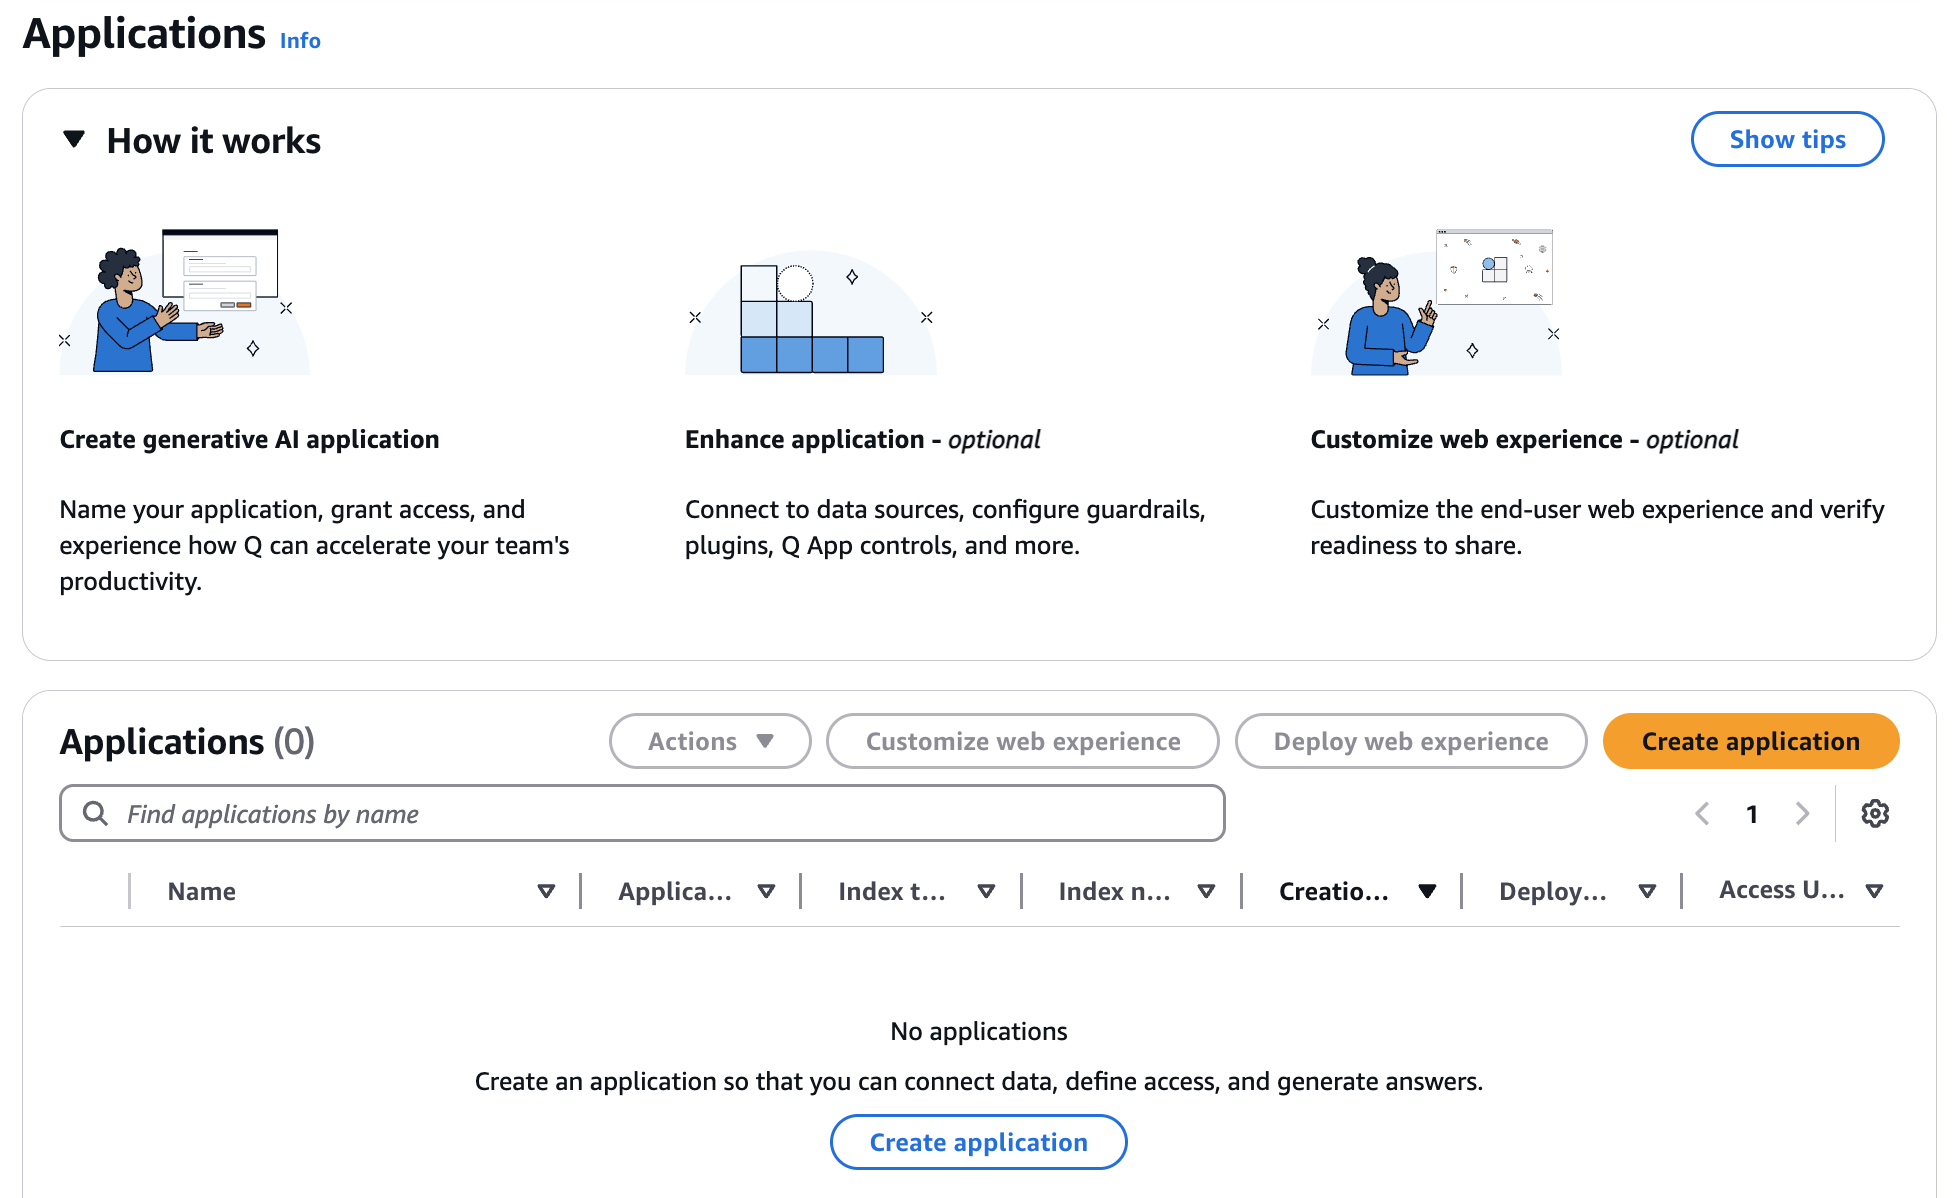 Applications Info
How it works
Show tips
Create generative AI application
Name your application, grant access, and
experience how Q can accelerate your team's
productivity.
Enhance application - optional
Connect to data sources, configure guardrails,
plugins, Q App controls, and more.
Customize web experience - optional
Customize the end-user web experience and verify
readiness to share.
Applications (0)
Actions
Customize web experience
Deploy web experience
Create application
Find applications by name
1
Name
Applica...
Index t...
Index n...
Creatio...
Deploy...
Access U...
No applications
Create an application so that you can connect data, define access, and generate answers.
Create application